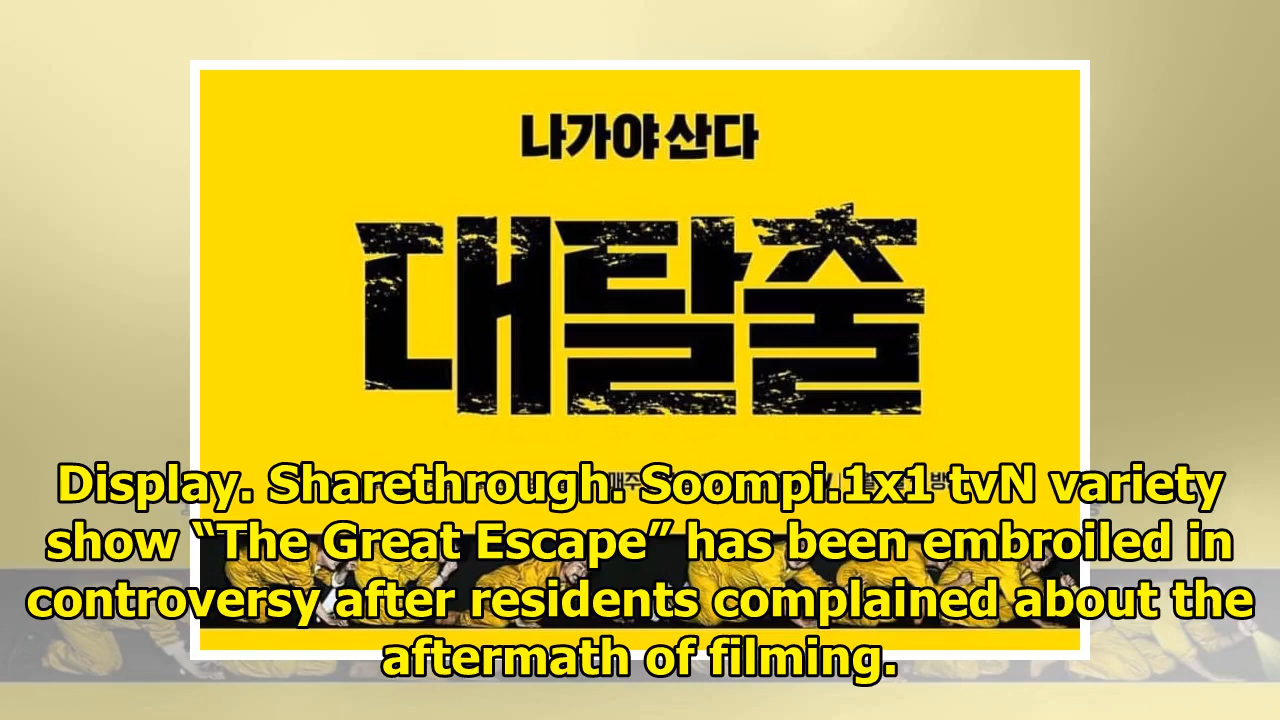 나가야 산다
대탈출
Display. Sharethrough. Soompi.1x1 tvN variety
show “The Great Escape” has been embroiled in
controversy after residents complained about the
aftermath of filming.